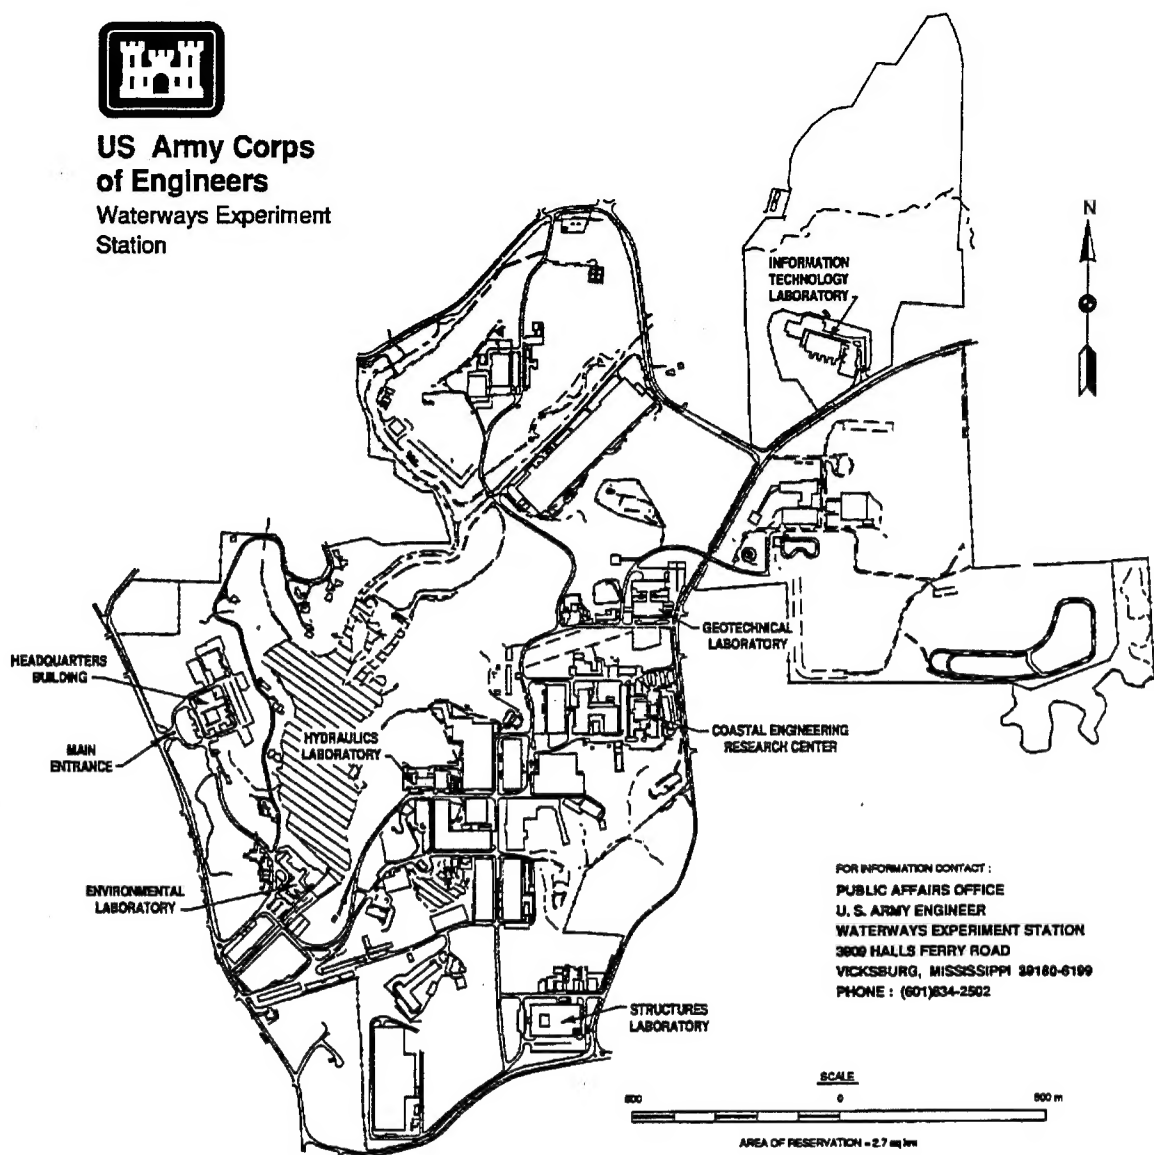 US Army Corps
of Engineers
Waterways Experiment
Station
N
INFORMATION
TECHNOLOGY
LABORATORY
GEOTECHNICAL
LABORATORY
HEADQUARTERS
BUILDING
MAIN
ENTRANCE
HYDRAULICS
LABORATORY
COASTAL ENGINEERING
RESEARCH CENTER
ENVIRONMENTAL
LABORATORY
STRUCTURES
LABORATORY
FOR INFORMATION CONTACT :
PUBLIC AFFAIRS OFFICE
U. S. ARMY ENGINEER
WATERWAYS EXPERIMENT STATION
3909 HALLS FERRY ROAD
VICKSBURG, MISSISSIPPI 39180-6199
PHONE : (601)634-2502
SCALE
0
AREA OF RESERVATION = 2.7 sq km